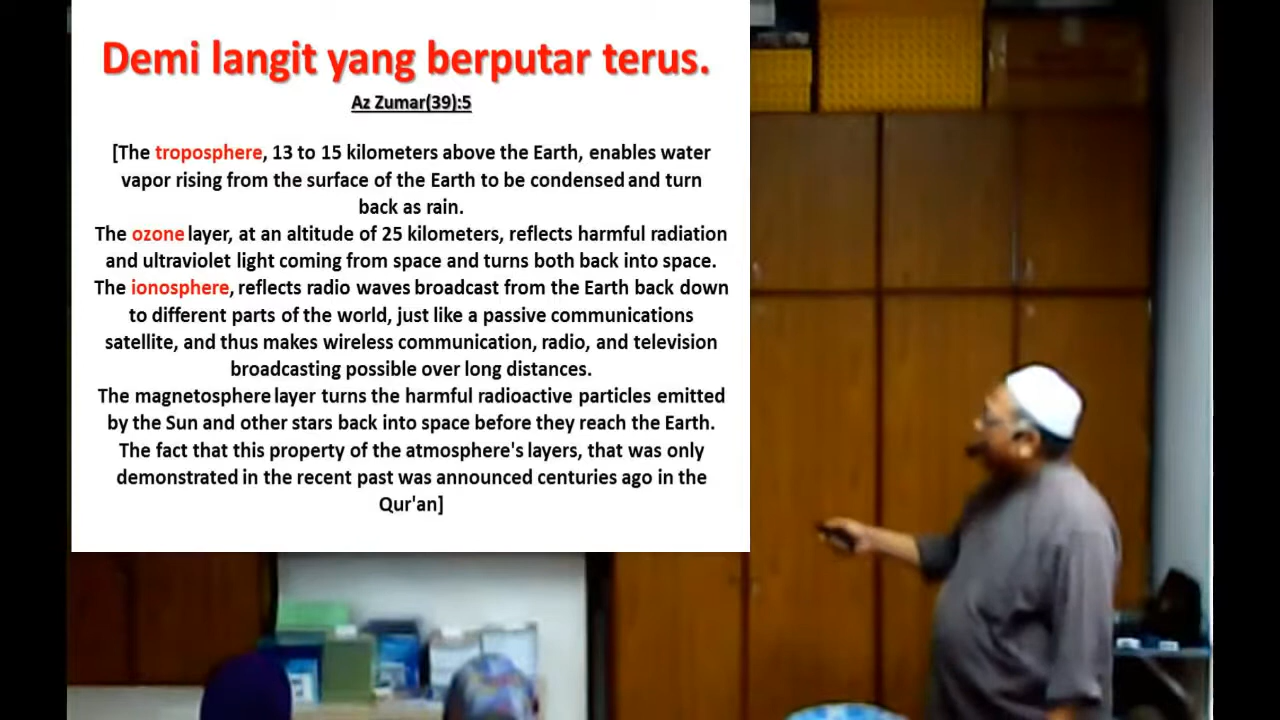 Demi langit yang berputar terus.
Az Zumar(39):5
[The troposphere, 13 to 15 kilometers above the Earth, enables water
vapor rising from the surface of the Earth to be condensed and turn
back as rain.
The ozone layer, at an altitude of 25 kilometers, reflects harmful radiation
and ultraviolet light coming from space and turns both back into space.
The ionosphere, reflects radio waves broadcast from the Earth back down
to different parts of the world, just like a passive communications
satellite, and thus makes wireless communication, radio, and television
broadcasting possible over long distances.
The magnetosphere layer turns the harmful radioactive particles emitted
by the Sun and other stars back into space before they reach the Earth.
The fact that this property of the atmosphere's layers, that was only
demonstrated in the recent past was announced centuries ago in the
Qur'an]